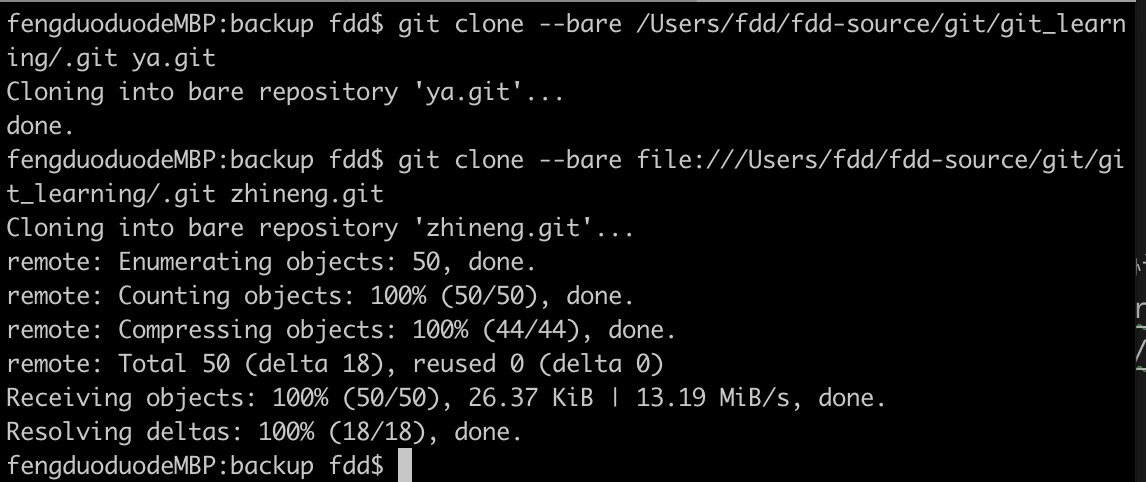 fengduoduodeMBP:backup fdd$ git clone --bare /Users/fdd/fdd-source/git/git_learn
ing/.git ya.git
Cloning into bare repository 'ya.git'...
done.
fengduoduodeMBP:backup fdd$ git clone --bare file:///Users/fdd/fdd-source/git/gi
t_learning/.git zhineng.git
Cloning into bare repository 'zhineng.git'...
remote: Enumerating objects: 50, done.
remote: Counting objects: 100% (50/50), done.
remote: Compressing objects: 100% (44/44), done.
remote: Total 50 (delta 18), reused 0 (delta 0)
Receiving objects: 100% (50/50), 26.37 KiB | 13.19 MiB/s, done.
Resolving deltas: 100% (18/18), done.
fengduoduodeMBP:backup fdd$